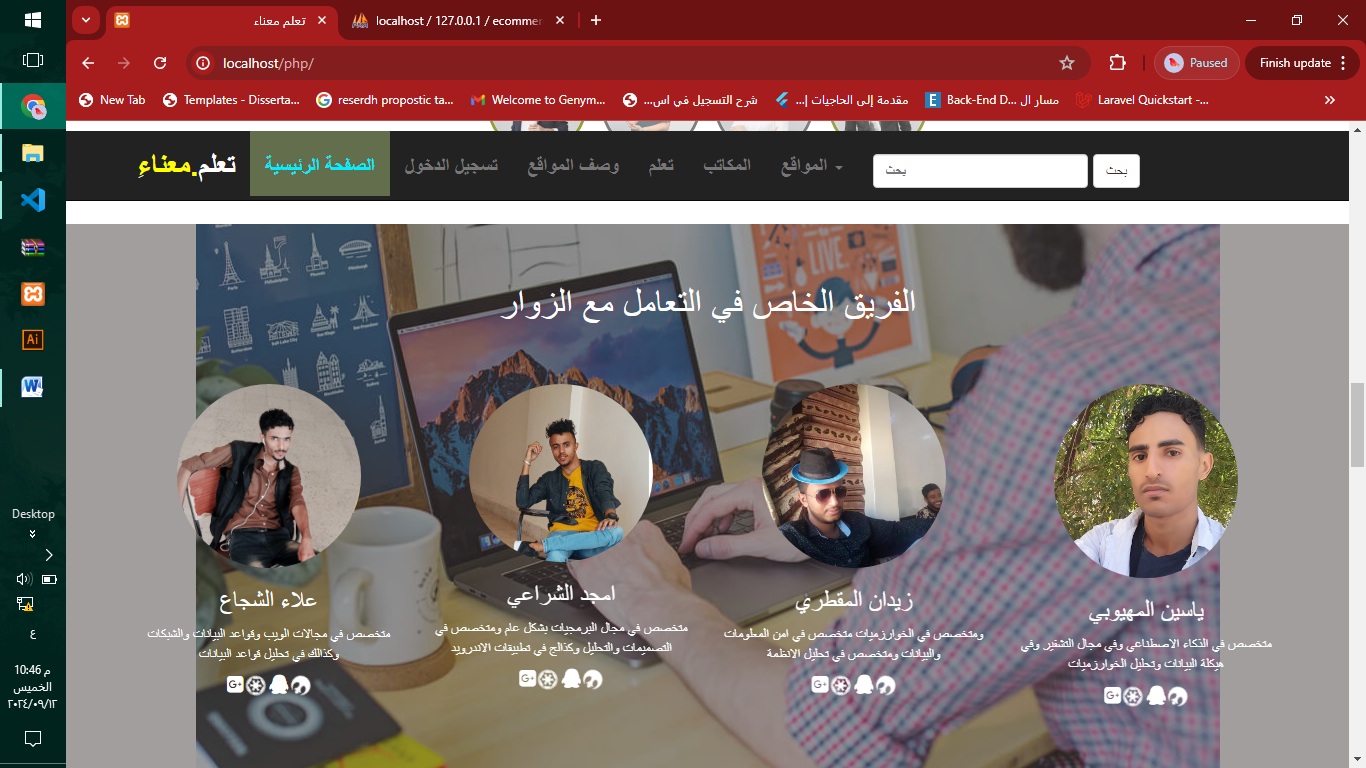 تعلم معناء
localhost / 127.0.0.1 / ecommer
localhost/php/
Paused
Finish update
New Tab
Templates - Disserta...
reserdh propostic ta...
Welcome to Genym...
شرح التسجيل في اس...
مقدمة إلى الحاجيات |...
Back-End D... مسار ال
Laravel Quickstart -...
تعلم.معناءِ
الصفحة الرئيسية
تسجيل الدخول
وصف المواقع
تعلم
المكاتب
المواقع
بحث
بحث
LIVE
الفريق الخاص في التعامل مع الزوار
علاء الشجاع
متخصص في مجالات الويب وقواعد البيانات والشبكات
وكذالك في تحليل قواعد البيانات
امجد الشراعي
متخصص في مجال البرمجيات بشكل عام ومتخصص في
التصميمات والتحليل وكذالج في تطبيقات الاندرويد
زيدان المقطري
ومتخصص في الخوارزميات متخصص في امن المعلومات
والبيانات ومتخصص في تحليل الانظمة
ياسين المهيوبي
متخصص في الذكاء الاصطناعي وفي مجال التشفير وفي
هيكلة البيانات وتحليل الخوارزميات
Desktop
ع
10:46 م
الخميس
٢٠٢٤/٠٩/١٢